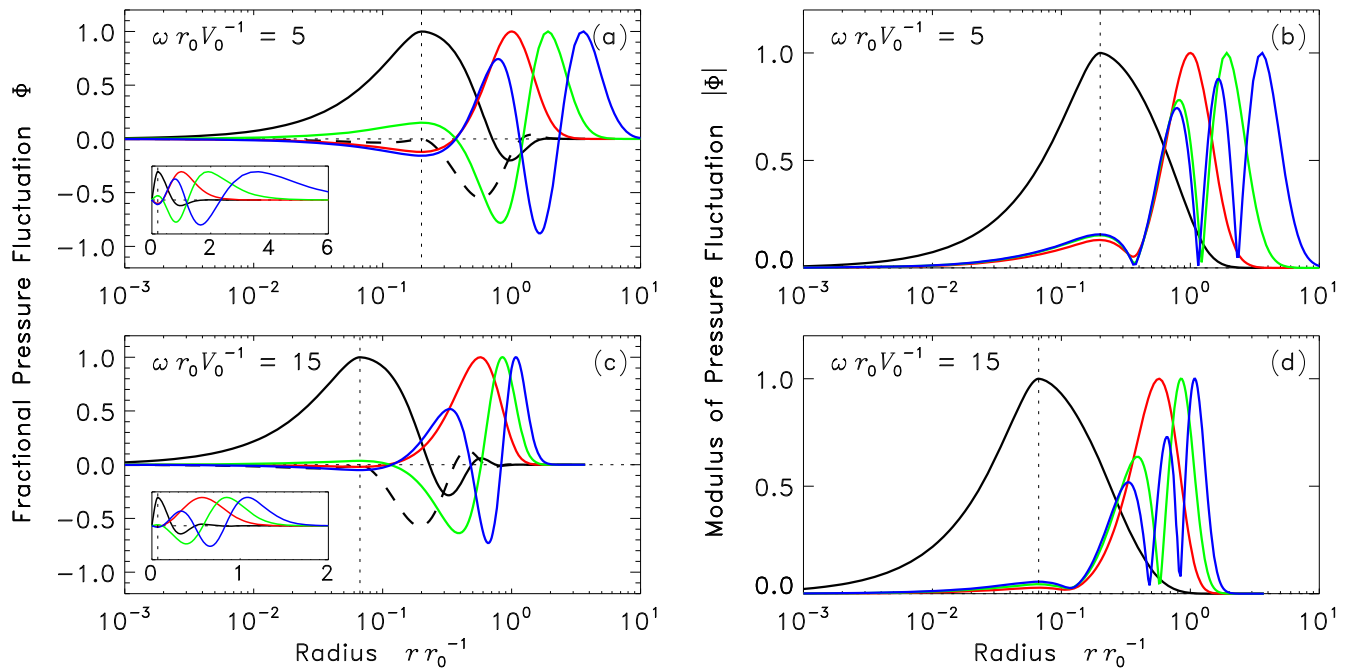 Fractional Pressure Fluctuation Φ
ω r₀V₀⁻¹ = 5
(a)
1.0
0.5
0.0
−0.5
−1.0
0 2 4 6
10⁻³ 10⁻² 10⁻¹ 10⁰ 10¹
ω r₀V₀⁻¹ = 15
(c)
1.0
0.5
0.0
−0.5
−1.0
0 1 2
10⁻³ 10⁻² 10⁻¹ 10⁰ 10¹
Radius r r₀⁻¹
Modulus of Pressure Fluctuation |Φ|
ω r₀V₀⁻¹ = 5
(b)
1.0
0.5
0.0
10⁻³ 10⁻² 10⁻¹ 10⁰ 10¹
ω r₀V₀⁻¹ = 15
(d)
1.0
0.5
0.0
10⁻³ 10⁻² 10⁻¹ 10⁰ 10¹
Radius r r₀⁻¹